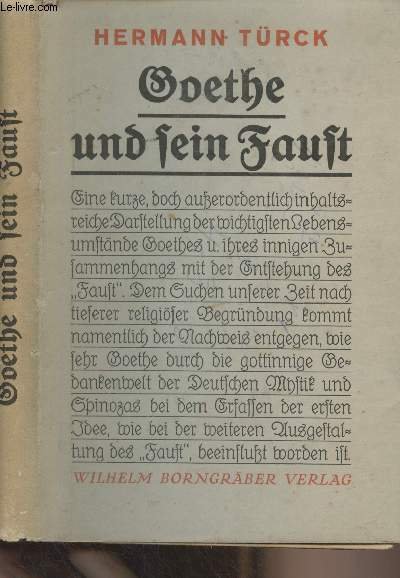 Le-livre.com
HERMANN TÜRCK
Goethe
und sein Faust
Eine kurze, doch außerordentlich inhalts=
reiche Darstellung der wichtigsten Lebens=
umstände Goethes u. ihres innigen Zu=
sammenhangs mit der Entstehung des
„Faust“. Dem Suchen unserer Zeit nach
tieferer religiöser Begründung kommt
namentlich der Nachweis entgegen, wie
sehr Goethe durch die gottinnige Ge=
dankenwelt der Deutschen Mystik und
Spinozas bei dem Erfassen der ersten
Idee, wie bei der weiteren Ausgestal=
tung des „Faust“, beeinflußt worden ist.
WILHELM BORNGRÄBER VERLAG
Goethe und sein Faust